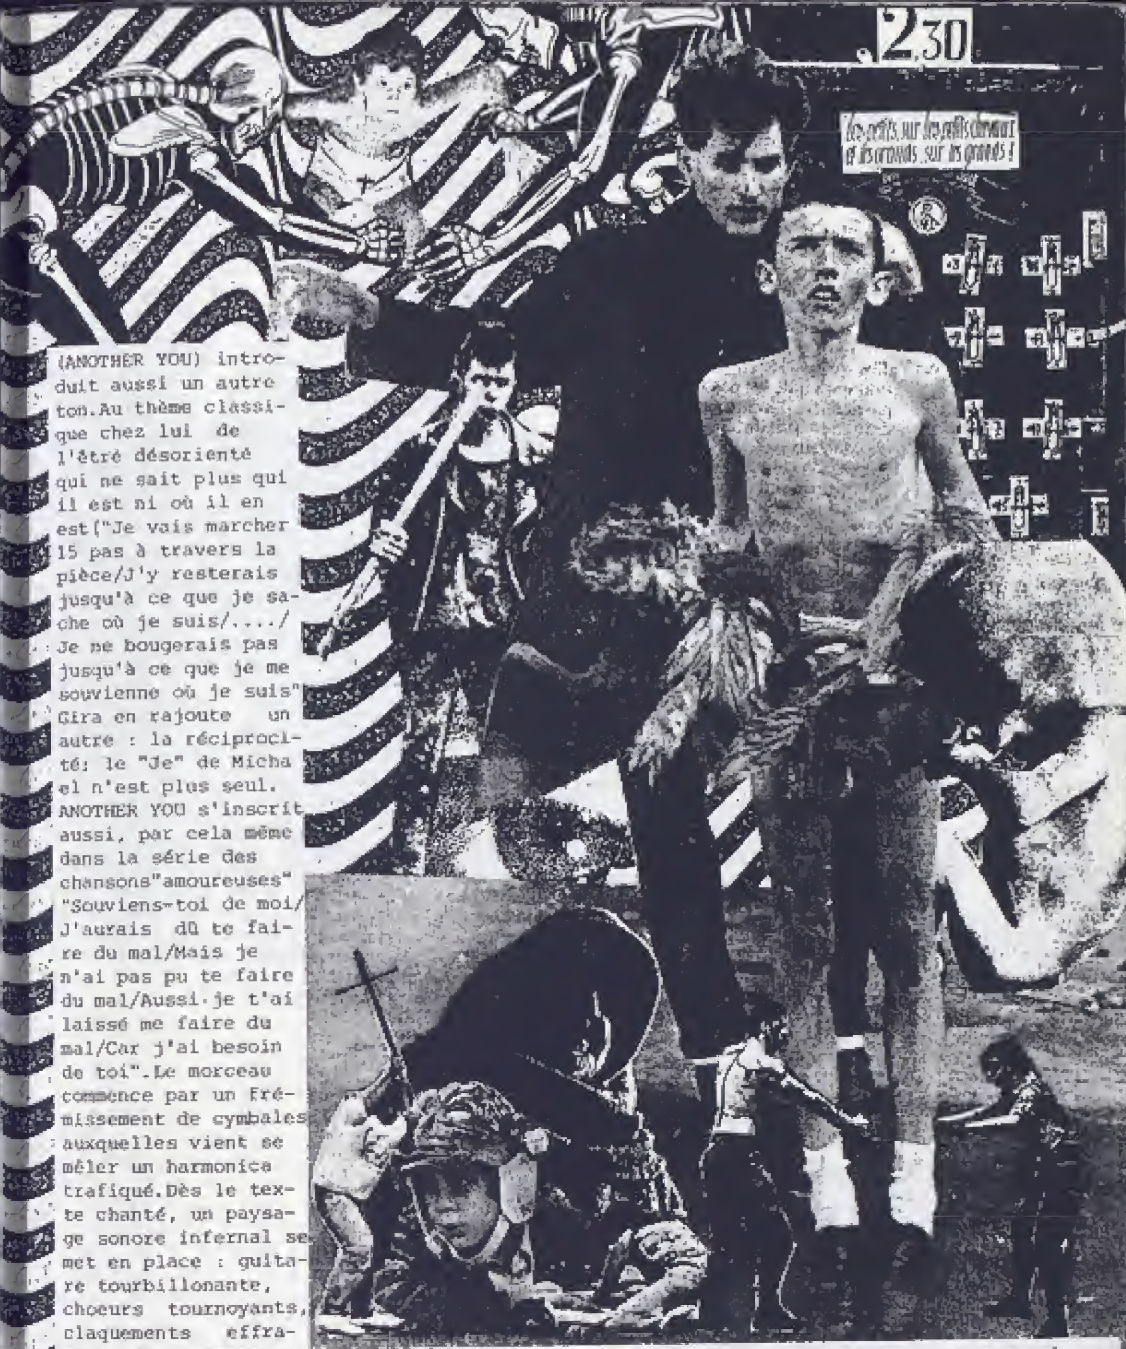 2,30
les petits, sur les petits chevaux
et les grands, sur les grands !
(ANOTHER YOU) intro-
duit aussi un autre
ton.Au thème classi-
que chez lui de
l'être désorienté
qui ne sait plus qui
il est ni où il en
est("Je vais marcher
15 pas à travers la
pièce/J'y resterais
jusqu'à ce que je sa-
che où je suis/..../
Je ne bougerais pas
jusqu'à ce que je me
souvienne où je suis"
Gira en rajoute un
autre : la réciproci-
té; le "Je" de Micha
el n'est plus seul.
ANOTHER YOU s'inscrit
aussi, par cela même
dans la série des
chansons"amoureuses"
"Souviens-toi de moi/
J'aurais dû te fai-
re du mal/Mais je
n'ai pas pu te faire
du mal/Aussi je t'ai
laissé me faire du
mal/Car j'ai besoin
de toi".Le morceau
commence par un fré-
missement de cymbales
auxquelles vient se
mêler un harmonica
trafiqué.Dès le tex-
te chanté, un paysa-
ge sonore infernal se
met en place : guita-
re tourbillonante,
choeurs tournoyants,
claquements effra-